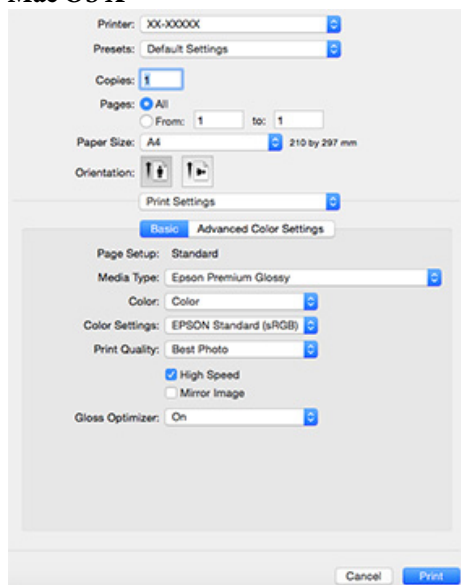 Mac OS X
Printer: XX-XXXXX
Presets: Default Settings
Copies: 1
Pages: All
From: 1 to: 1
Paper Size: A4 210 by 297 mm
Orientation:
Print Settings
Basic Advanced Color Settings
Page Setup: Standard
Media Type: Epson Premium Glossy
Color: Color
Color Settings: EPSON Standard (sRGB)
Print Quality: Best Photo
High Speed
Mirror Image
Gloss Optimizer: On
Cancel Print